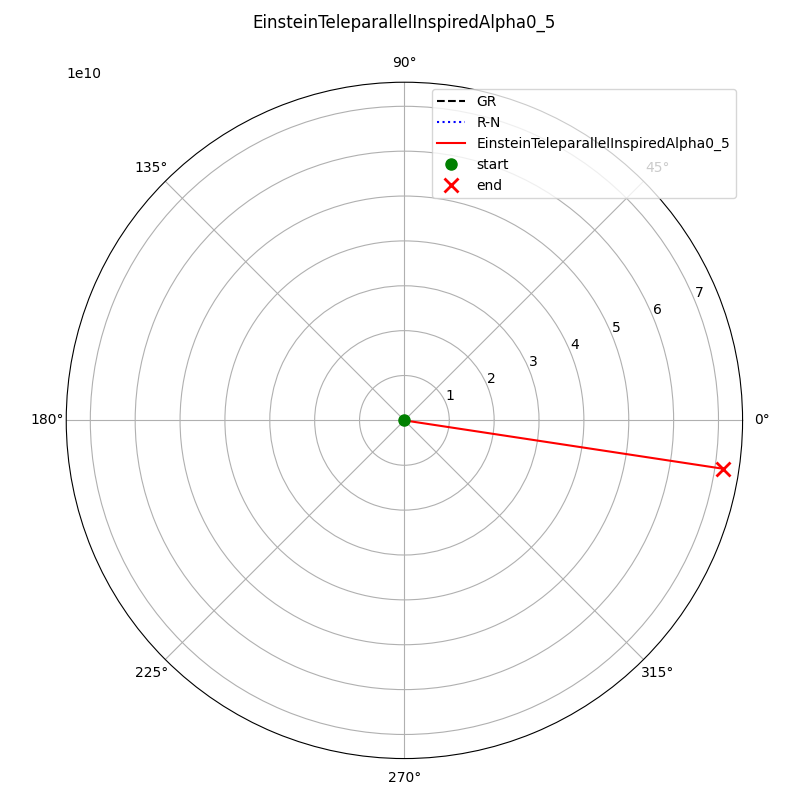 EinsteinTeleparallelInspiredAlpha0_5
1e10
90°
GR
R-N
EinsteinTeleparallelInspiredAlpha0_5
start
end
135°
45°
7
6
5
4
3
2
1
180°
0°
225°
315°
270°